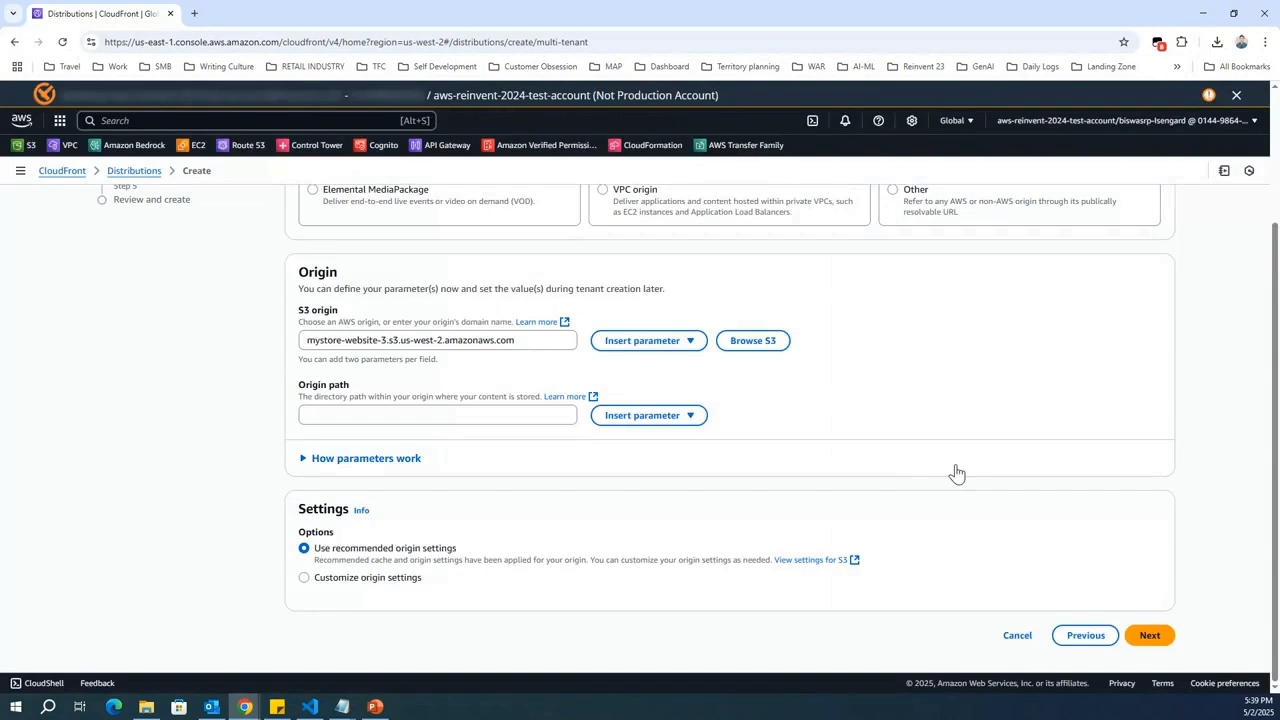 Distributions | CloudFront | Glo
https://us-east-1.console.aws.amazon.com/cloudfront/v4/home?region=us-west-2#/distributions/create/multi-tenant
Travel
Work
SMB
Writing Culture
RETAIL INDUSTRY
TFC
Self Development
Customer Obsession
MAP
Dashboard
Territory planning
WAR
AI-ML
Reinvent 23
GenAI
Daily Logs
Landing Zone
All Bookmarks
/ aws-reinvent-2024-test-account (Not Production Account)
aws
Search
[Alt+S]
Global
aws-reinvent-2024-test-account/biswasrp-Isengard @ 0144-9864-...
S3
VPC
Amazon Bedrock
EC2
Route 53
Control Tower
Cognito
API Gateway
Amazon Verified Permissi...
CloudFormation
AWS Transfer Family
CloudFront
Distributions
Create
Step 5
Review and create
Elemental MediaPackage
Deliver end-to-end live events or video on demand (VOD).
VPC origin
Deliver applications and content hosted within private VPCs, such
as EC2 instances and Application Load Balancers.
Other
Refer to any AWS or non-AWS origin through its publically
resolvable URL
Origin
You can define your parameter(s) now and set the value(s) during tenant creation later.
S3 origin
Choose an AWS origin, or enter your origin's domain name. Learn more
mystore-website-3.s3.us-west-2.amazonaws.com
Insert parameter
Browse S3
You can add two parameters per field.
Origin path
The directory path within your origin where your content is stored. Learn more
Insert parameter
How parameters work
Settings Info
Options
Use recommended origin settings
Recommended cache and origin settings have been applied for your origin. You can customize your origin settings as needed. View settings for S3
Customize origin settings
Cancel
Previous
Next
CloudShell
Feedback
© 2025, Amazon Web Services, Inc. or its affiliates.
Privacy
Terms
Cookie preferences
5:39 PM
5/2/2025